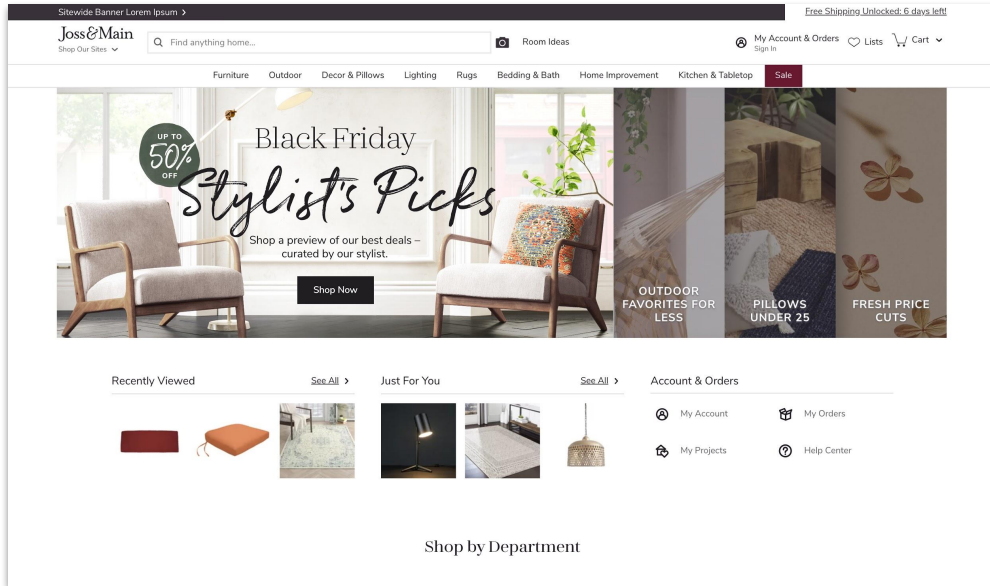 Sitewide Banner Lorem Ipsum >
Free Shipping Unlocked: 6 days left!
Joss&Main
Shop Our Sites
Find anything home...
Room Ideas
My Account & Orders
Sign In
Lists
Cart
Furniture Outdoor Decor & Pillows Lighting Rugs Bedding & Bath Home Improvement Kitchen & Tabletop Sale
UP TO
50%
OFF
Black Friday
Stylist's Picks
Shop a preview of our best deals –
curated by our stylist.
Shop Now
OUTDOOR
FAVORITES FOR
LESS
PILLOWS
UNDER 25
FRESH PRICE
CUTS
Recently Viewed
See All >
Just For You
See All >
Account & Orders
My Account
My Orders
My Projects
Help Center
Shop by Department